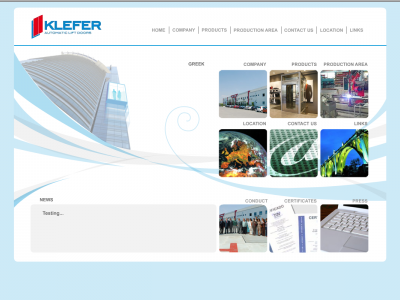 KLEFER
AUTOMATIC LIFT DOORS
HOME COMPANY PRODUCTS PRODUCTION AREA CONTACT US LOCATION LINKS
GREEK COMPANY PRODUCTS PRODUCTION AREA
LOCATION CONTACT US LINKS
NEWS CONDUCT CERTIFICATES PRESS
Testing...